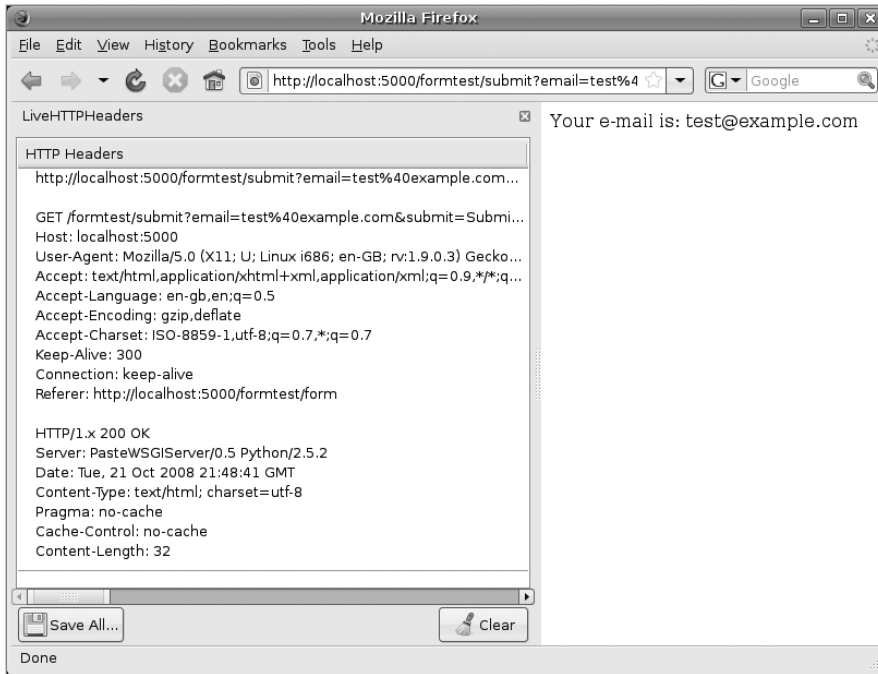 Mozilla Firefox
File Edit View History Bookmarks Tools Help
http://localhost:5000/formtest/submit?email=test%4
G Google
LiveHTTPHeaders
Your e-mail is: test@example.com
HTTP Headers
http://localhost:5000/formtest/submit?email=test%40example.com...
GET /formtest/submit?email=test%40example.com&submit=Submi...
Host: localhost:5000
User-Agent: Mozilla/5.0 (X11; U; Linux i686; en-GB; rv:1.9.0.3) Gecko...
Accept: text/html,application/xhtml+xml,application/xml;q=0.9,*/*;q...
Accept-Language: en-gb,en;q=0.5
Accept-Encoding: gzip,deflate
Accept-Charset: ISO-8859-1,utf-8;q=0.7,*;q=0.7
Keep-Alive: 300
Connection: keep-alive
Referer: http://localhost:5000/formtest/form
HTTP/1.x 200 OK
Server: PasteWSGIServer/0.5 Python/2.5.2
Date: Tue, 21 Oct 2008 21:48:41 GMT
Content-Type: text/html; charset=utf-8
Pragma: no-cache
Cache-Control: no-cache
Content-Length: 32
Save All... Clear
Done